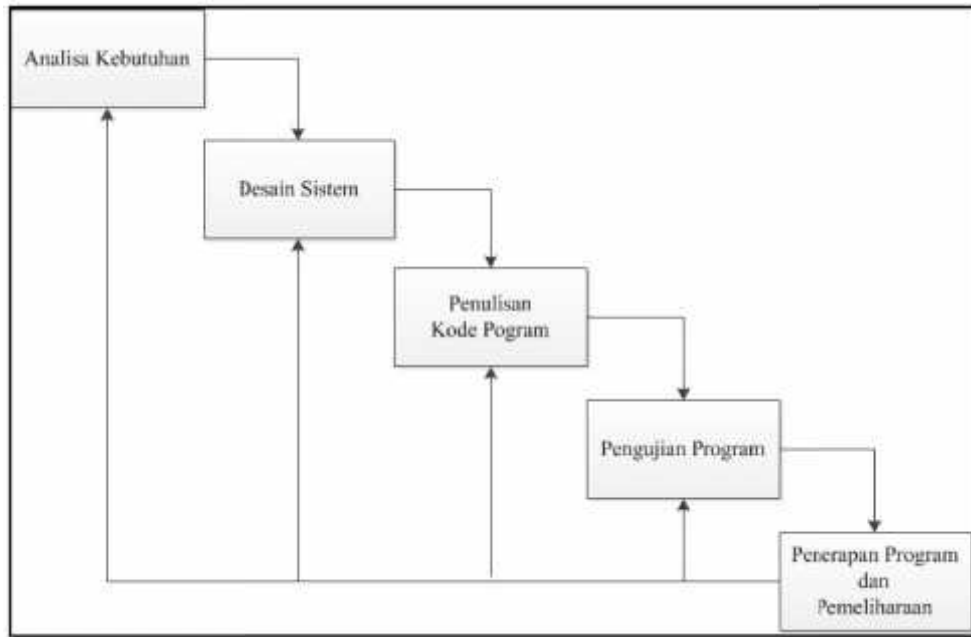 Analisa Kebutuhan
Desain Sistem
Penulisan
Kode Pogram
Pengujian Program
Penerapan Program
dan
Pemeliharaan